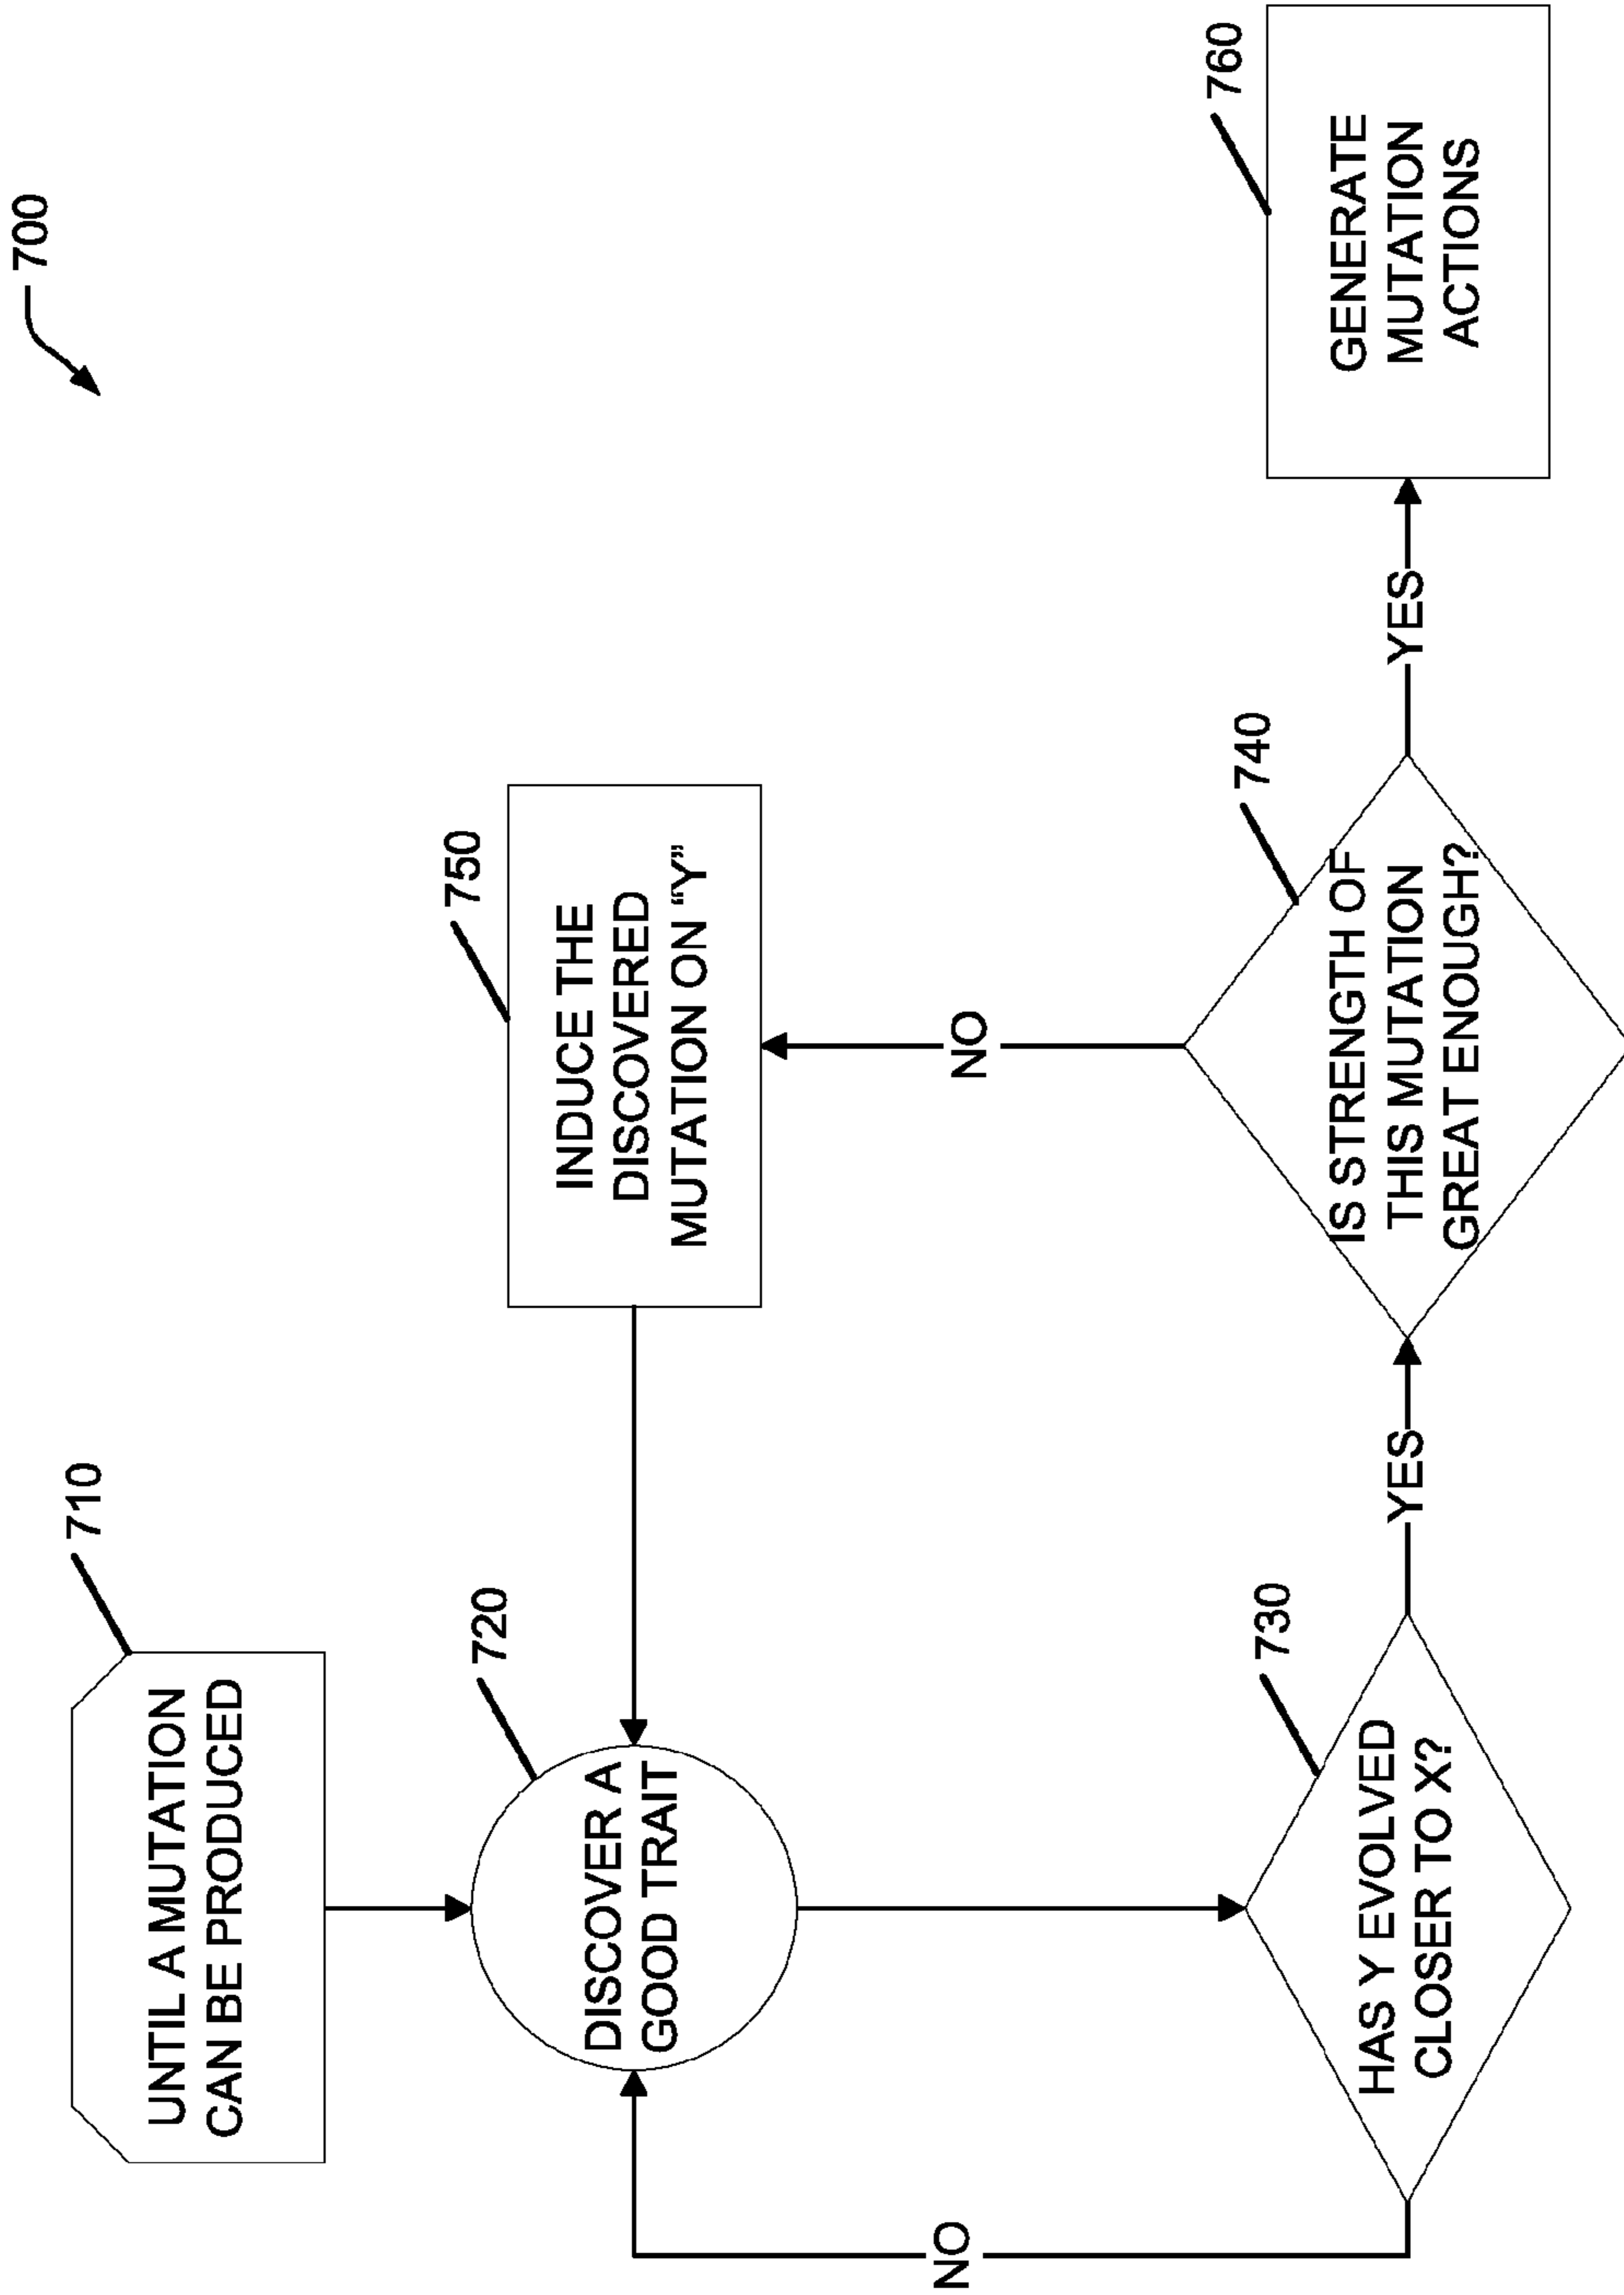 700
710
UNTIL A MUTATION
CAN BE PRODUCED
720
DISCOVER A
GOOD TRAIT
750
INDUCE THE
DISCOVERED
MUTATION ON “Y”
NO
NO
730
HAS Y EVOLVED
CLOSER TO X?
YES
740
IS STRENGTH OF
THIS MUTATION
GREAT ENOUGH?
YES
760
GENERATE
MUTATION
ACTIONS